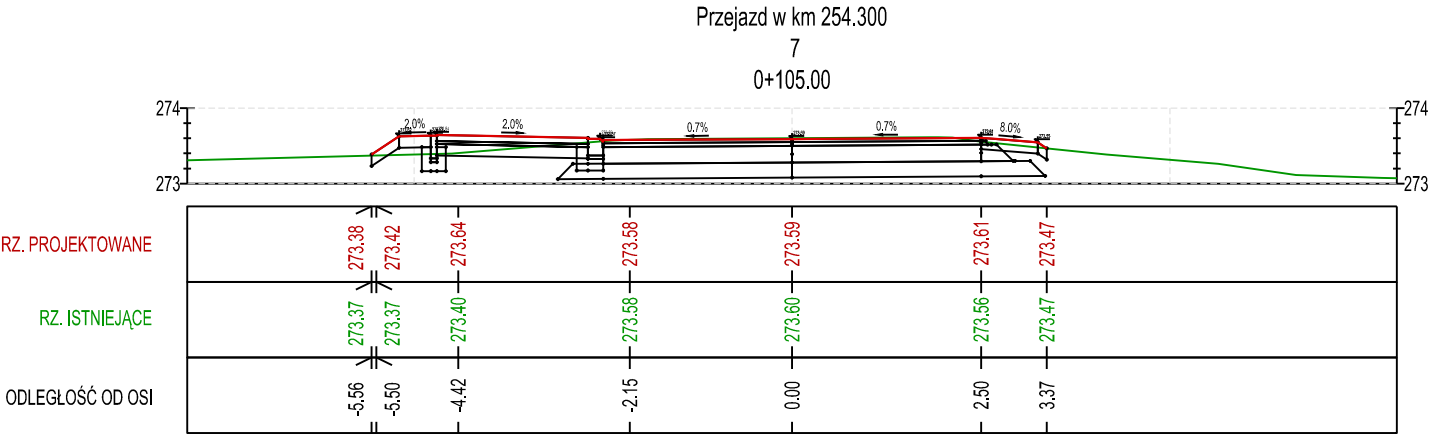 Przejazd w km 254.300
7
0+105.00
274 274
2.0% 2.0% 0.7% 0.7% 8.0%
273 273
RZ. PROJEKTOWANE 273.38 273.42 273.64 273.58 273.59 273.61 273.47
RZ. ISTNIEJĄCE 273.37 273.37 273.40 273.58 273.60 273.56 273.47
ODLEGŁOŚĆ OD OSI -5.56 -5.50 -4.42 -2.15 0.00 2.50 3.37